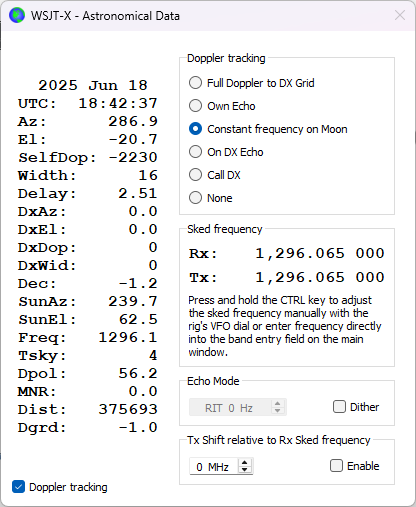 WSJT-X - Astronomical Data
2025 Jun 18
UTC: 18:42:37
Az: 286.9
El: -20.7
SelfDop: -2230
Width: 16
Delay: 2.51
DxAz: 0.0
DxEl: 0.0
DxDop: 0
DxWid: 0
Dec: -1.2
SunAz: 239.7
SunEl: 62.5
Freq: 1296.1
Tsky: 4
Dpol: 56.2
MNR: 0.0
Dist: 375693
Dgrd: -1.0
Doppler tracking
Doppler tracking
Full Doppler to DX Grid
Own Echo
Constant frequency on Moon
On DX Echo
Call DX
None
Sked frequency
Rx: 1,296.065 000
Tx: 1,296.065 000
Press and hold the CTRL key to adjust
the sked frequency manually with the
rig's VFO dial or enter frequency directly
into the band entry field on the main
window.
Echo Mode
RIT 0 Hz
Dither
Tx Shift relative to Rx Sked frequency
0 MHz
Enable